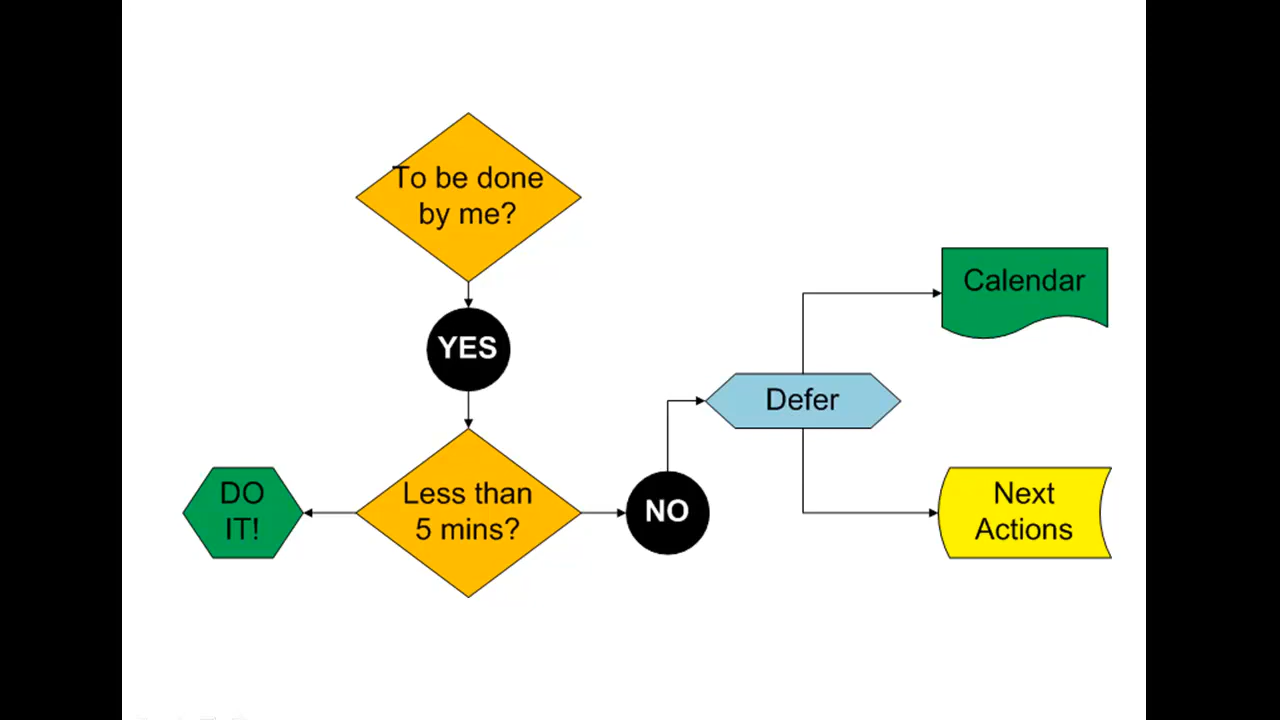 To be done
by me?
YES
Calendar
Defer
DO
IT!
Less than
5 mins?
NO
Next
Actions